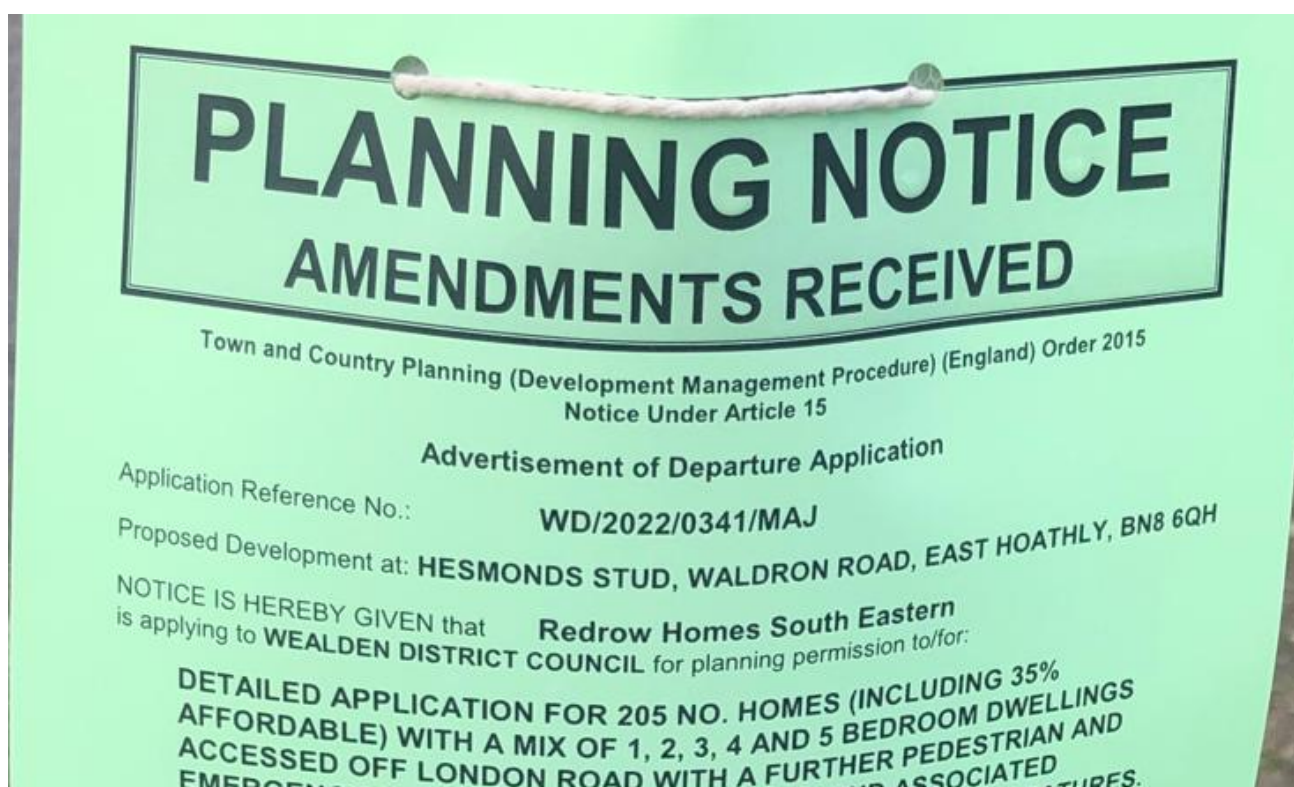 PLANNING NOTICE
AMENDMENTS RECEIVED
Town and Country Planning (Development Management Procedure) (England) Order 2015
Notice Under Article 15
Advertisement of Departure Application
Application Reference No.: WD/2022/0341/MAJ
Proposed Development at: HESMONDS STUD, WALDRON ROAD, EAST HOATHLY, BN8 6QH
NOTICE IS HEREBY GIVEN that Redrow Homes South Eastern
is applying to WEALDEN DISTRICT COUNCIL for planning permission to/for:
DETAILED APPLICATION FOR 205 NO. HOMES (INCLUDING 35%
AFFORDABLE) WITH A MIX OF 1, 2, 3, 4 AND 5 BEDROOM DWELLINGS
ACCESSED OFF LONDON ROAD WITH A FURTHER PEDESTRIAN AND
ASSOCIATED